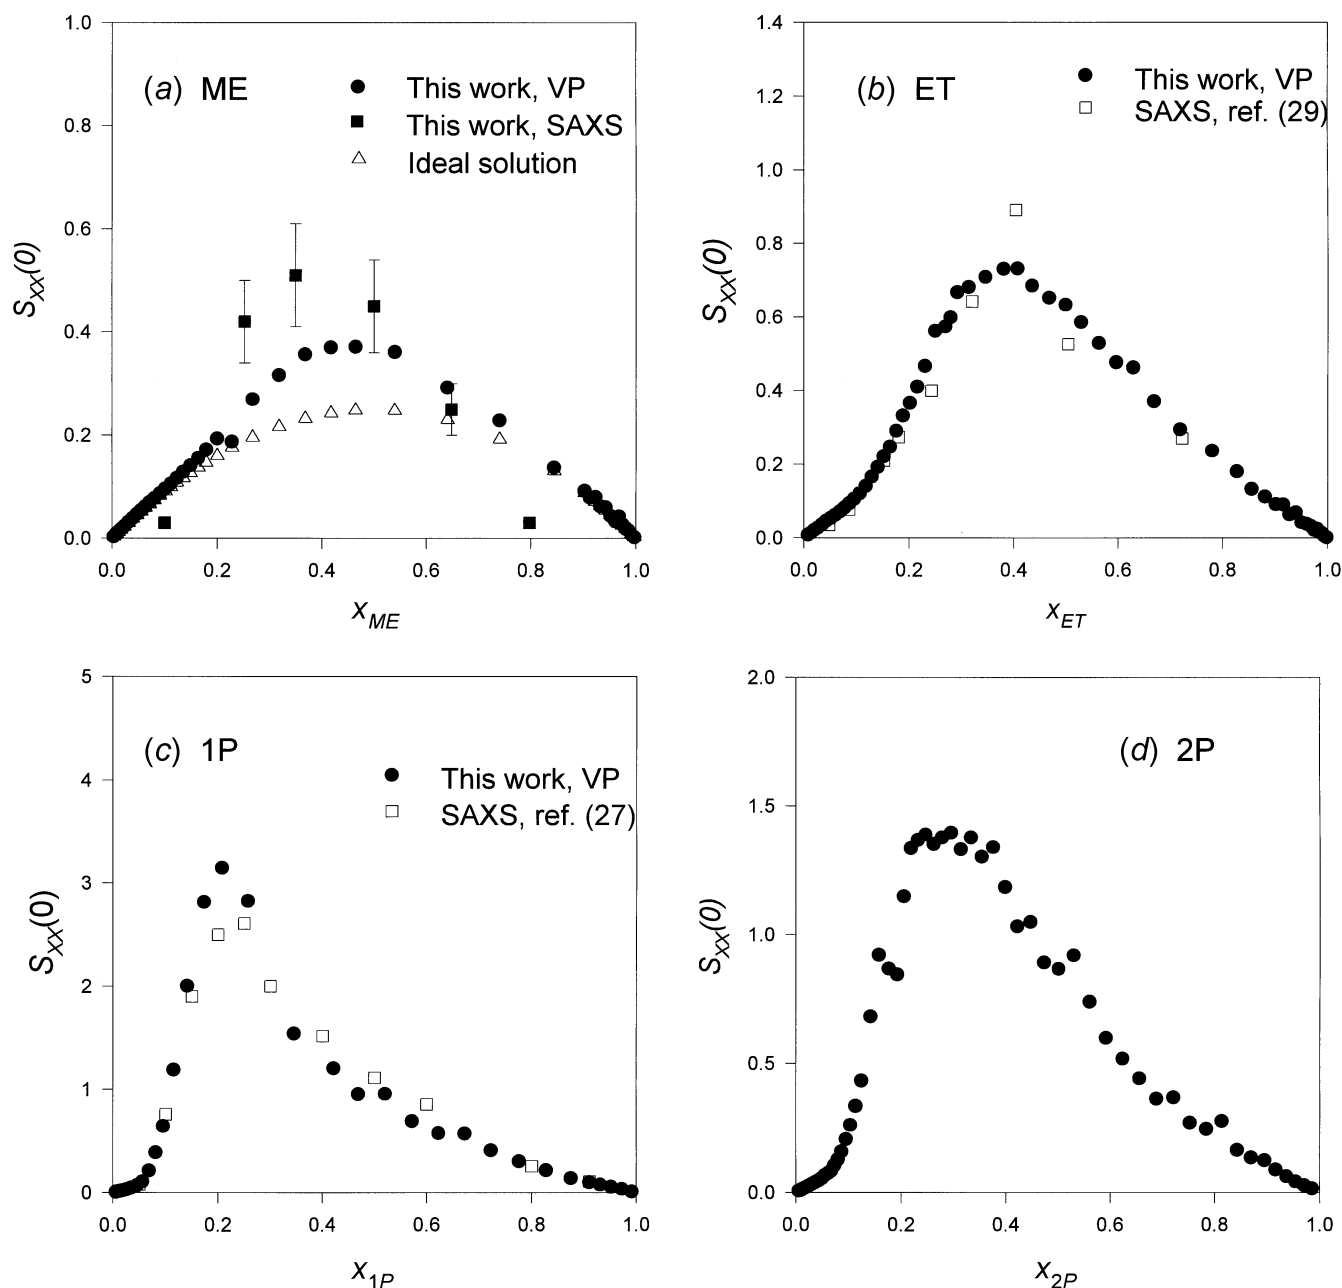 (a) ME
This work, VP
This work, SAXS
Ideal solution
S_XX(0)
1.0
0.8
0.6
0.4
0.2
0.0
0.0 0.2 0.4 0.6 0.8 1.0
x_ME
(b) ET
This work, VP
SAXS, ref. (29)
S_XX(0)
1.4
1.2
1.0
0.8
0.6
0.4
0.2
0.0
0.0 0.2 0.4 0.6 0.8 1.0
x_ET
(c) 1P
This work, VP
SAXS, ref. (27)
S_XX(0)
5
4
3
2
1
0
0.0 0.2 0.4 0.6 0.8 1.0
x_1P
(d) 2P
S_XX(0)
2.0
1.5
1.0
0.5
0.0
0.0 0.2 0.4 0.6 0.8 1.0
x_2P